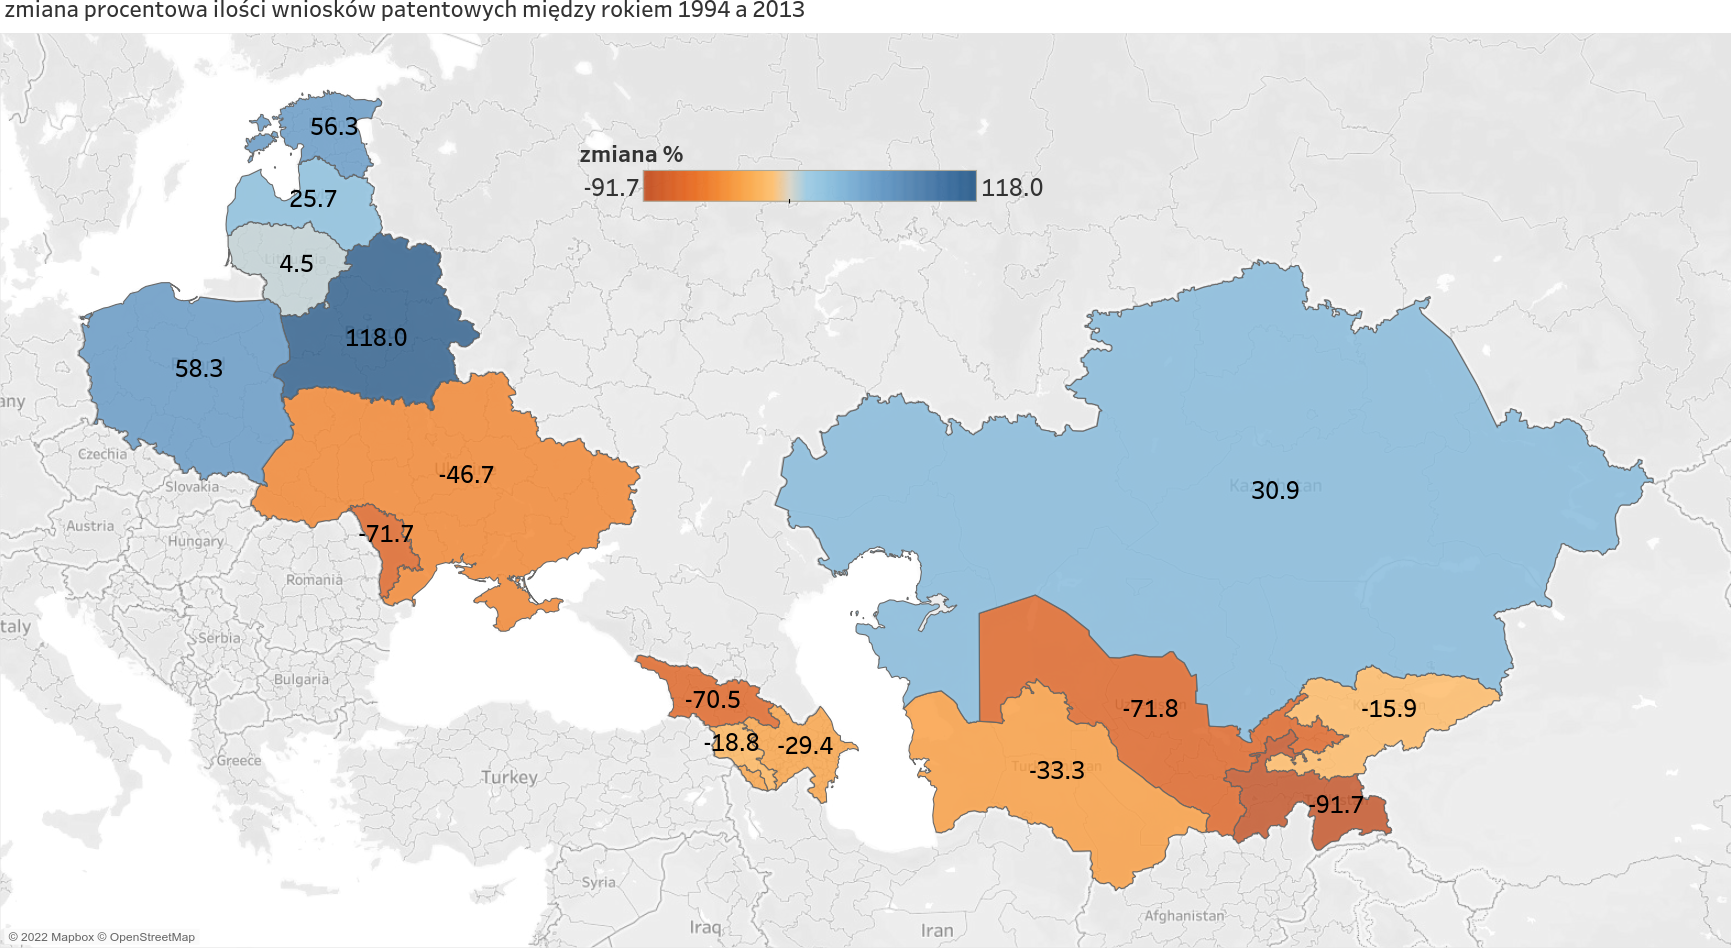 zmiana procentowa ilości wniosków patentowych między rokiem 1994 a 2013
56.3
zmiana %
-91.7 118.0
25.7
4.5
118.0
58.3
any
Czechia
-46.7
Slovakia
30.9
Austria
-71.7
Hungary
Romania
taly
Serbia
Bulgaria
-70.5
-71.8
-15.9
-18.8
-29.4
Greece
Turkey
-33.3
-91.7
Syria
Afghanistan
Iraq
Iran
© 2022 Mapbox © OpenStreetMap